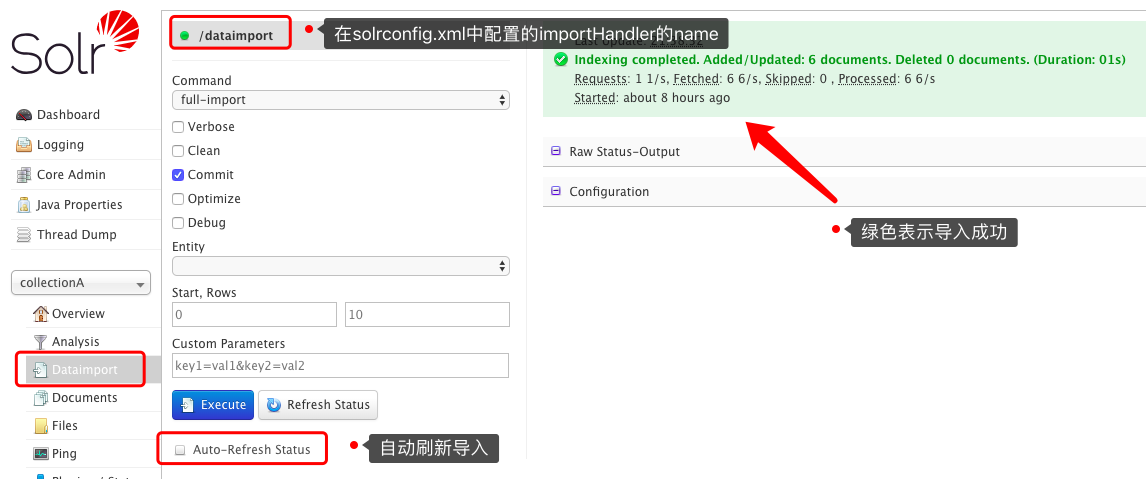 Solr
Dashboard
Logging
Core Admin
Java Properties
Thread Dump
collectionA
Overview
Analysis
Dataimport
Documents
Files
Ping
/dataimport
在solrconfig.xml中配置的importHandler的name
Command
full-import
Verbose
Clean
Commit
Optimize
Debug
Entity
Start, Rows
0
10
Custom Parameters
key1=val1&key2=val2
Execute
Refresh Status
Auto-Refresh Status
自动刷新导入
Indexing completed. Added/Updated: 6 documents. Deleted 0 documents. (Duration: 01s)
Requests: 1 1/s, Fetched: 6 6/s, Skipped: 0 , Processed: 6 6/s
Started: about 8 hours ago
Raw Status-Output
Configuration
绿色表示导入成功